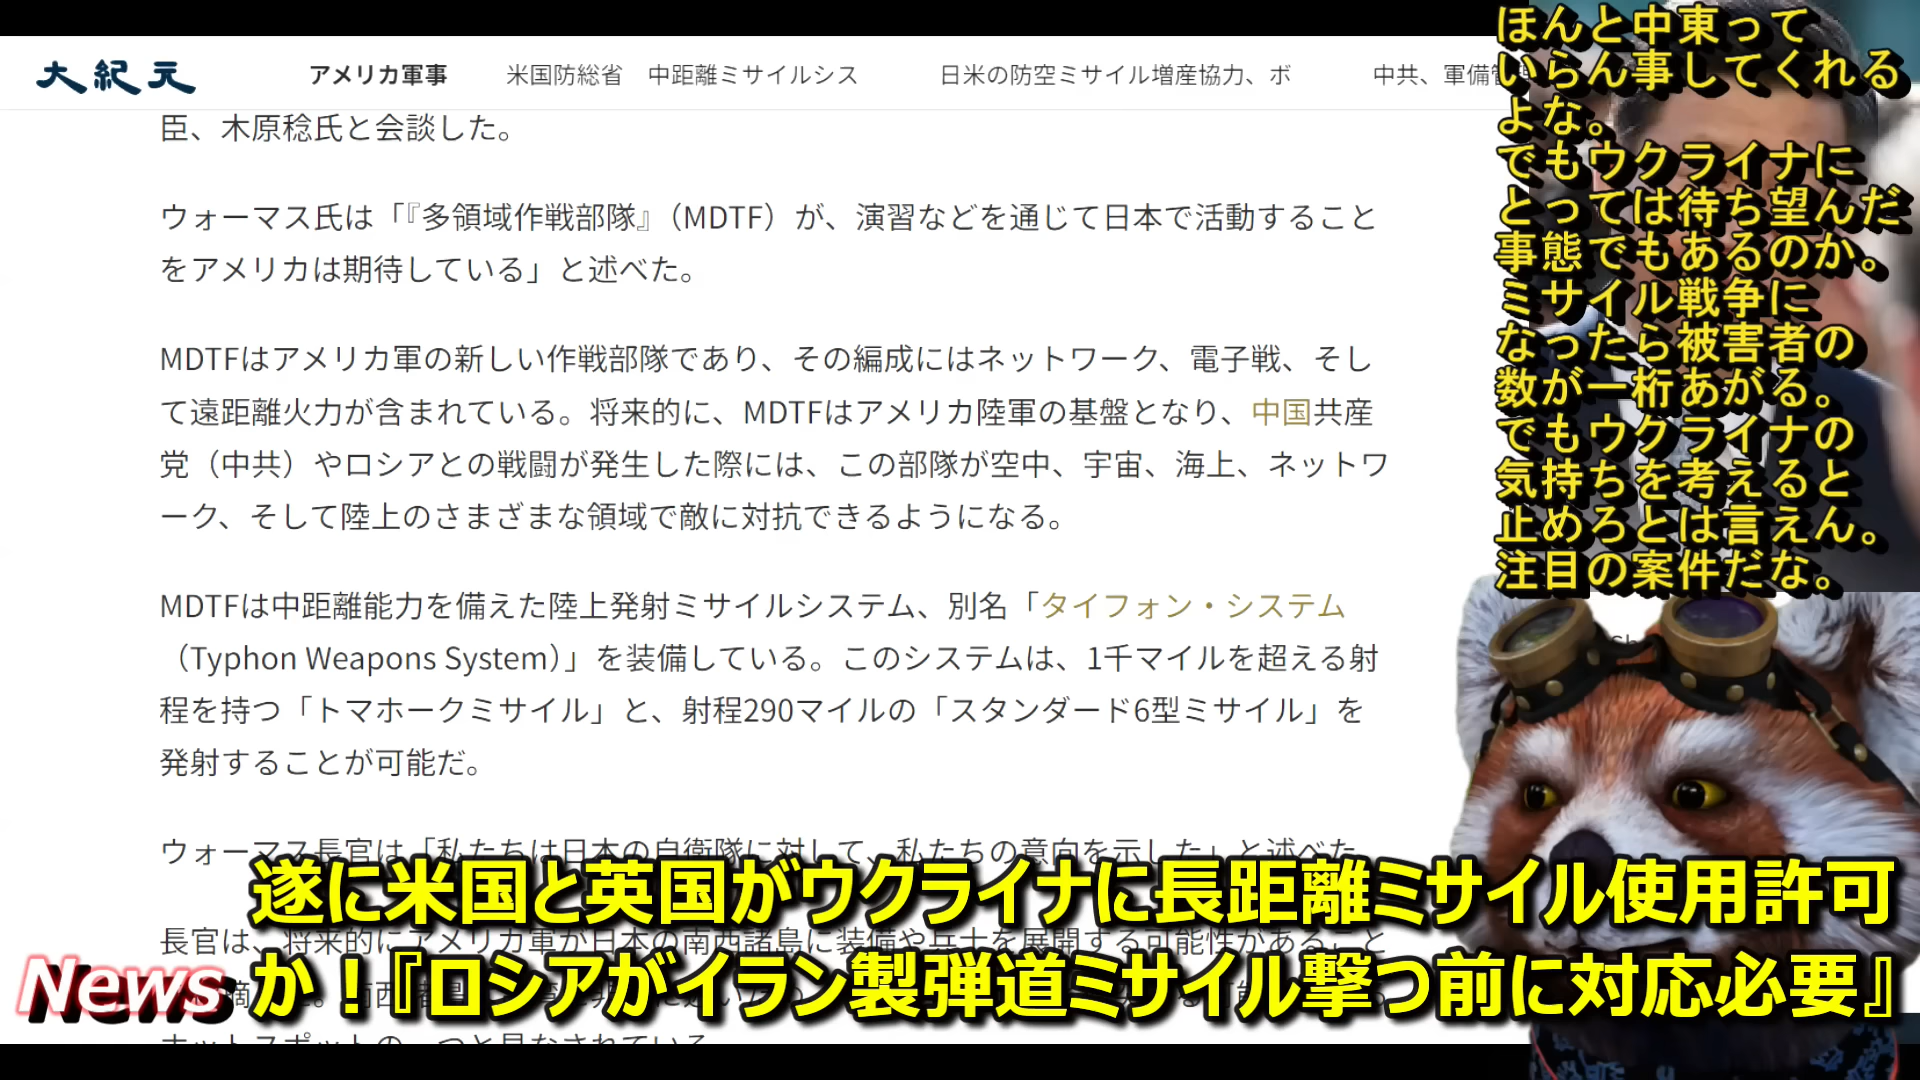 大紀元
アメリカ軍事 米国防総省 中距離ミサイルシス 日米の防空ミサイル増産協力、ボ 中共、軍備
臣、木原稔氏と会談した。
ウォーマス氏は「『多領域作戦部隊』（MDTF）が、演習などを通じて日本で活動すること
をアメリカは期待している」と述べた。
MDTFはアメリカ軍の新しい作戦部隊であり、その編成にはネットワーク、電子戦、そし
て遠距離火力が含まれている。将来的に、MDTFはアメリカ陸軍の基盤となり、中国共産
党（中共）やロシアとの戦闘が発生した際には、この部隊が空中、宇宙、海上、ネットワ
ーク、そして陸上のさまざまな領域で敵に対抗できるようになる。
MDTFは中距離能力を備えた陸上発射ミサイルシステム、別名「タイフォン・システム
（Typhon Weapons System）」を装備している。このシステムは、1千マイルを超える射
程を持つ「トマホークミサイル」と、射程290マイルの「スタンダード6型ミサイル」を
発射することが可能だ。
ウォーマス長官は「私たちは日本の自衛隊に対して、私たちの意向を示した」と述べた。
長官は、将来的にアメリカ軍が日本の南西諸島に装備や兵士を展開する可能性がある、と
ホットスポットの一つと見なされている。
ほんと中東って
いらん事してくれる
よな。
でもウクライナに
とっては待ち望んだ
事態でもあるのか。
ミサイル戦争に
なったら被害者の
数が一桁あがる。
でもウクライナの
気持ちを考えると
止めろとは言えん。
注目の案件だな。
News
遂に米国と英国がウクライナに長距離ミサイル使用許可
か！『ロシアがイラン製弾道ミサイル撃つ前に対応必要』